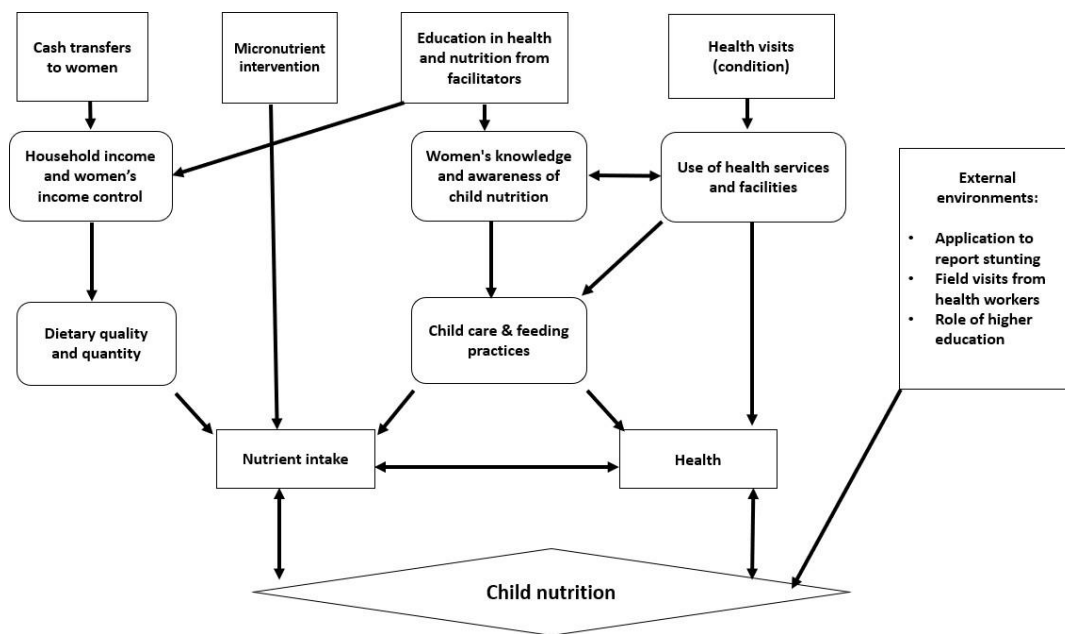 Cash transfers
to women
Micronutrient
intervention
Education in health
and nutrition from
facilitators
Health visits
(condition)
Household income
and women’s
income control
Women's knowledge
and awareness of
child nutrition
Use of health services
and facilities
External
environments:
• Application to
report stunting
• Field visits from
health workers
• Role of higher
education
Dietary quality
and quantity
Child care & feeding
practices
Nutrient intake
Health
Child nutrition